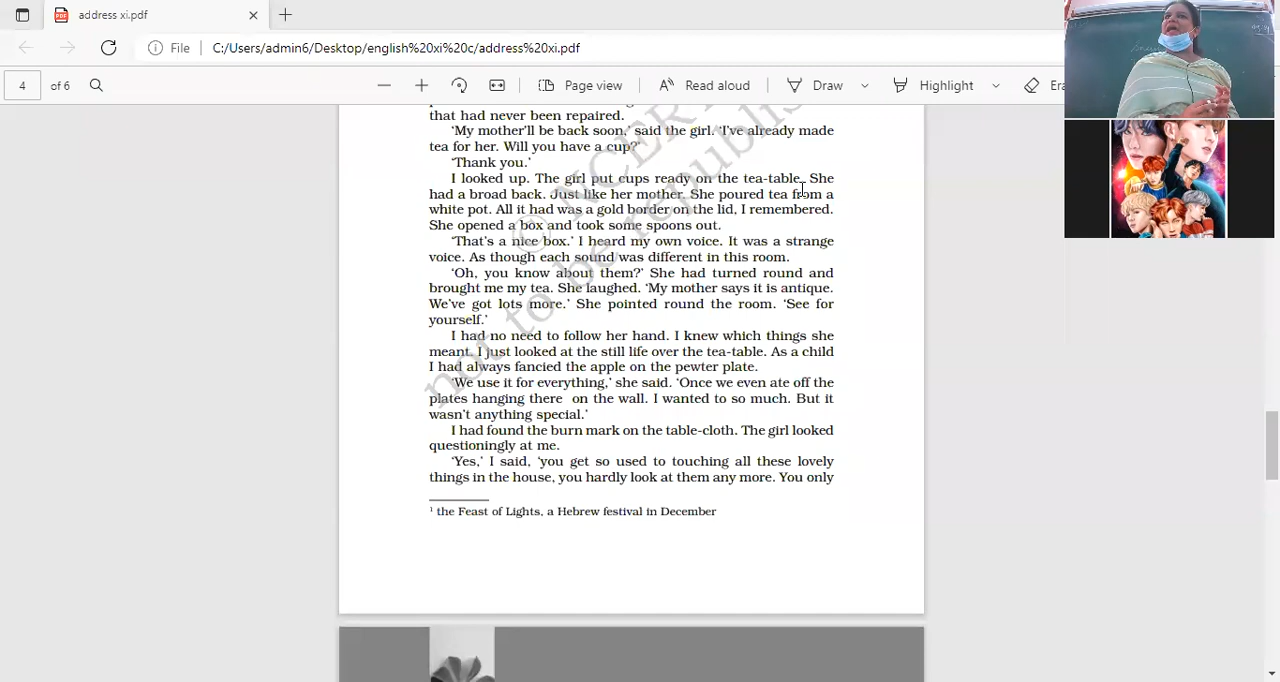 address xi.pdf
File C:/Users/admin6/Desktop/english%20xi%20c/address%20xi.pdf
4 of 6 Page view Read aloud Draw Highlight Era
that had never been repaired.
‘My mother’ll be back soon,’ said the girl. ‘I’ve already made
tea for her. Will you have a cup?’
‘Thank you.’
I looked up. The girl put cups ready on the tea-table. She
had a broad back. Just like her mother. She poured tea from a
white pot. All it had was a gold border on the lid, I remembered.
She opened a box and took some spoons out.
‘That’s a nice box.’ I heard my own voice. It was a strange
voice. As though each sound was different in this room.
‘Oh, you know about them?’ She had turned round and
brought me my tea. She laughed. ‘My mother says it is antique.
We’ve got lots more.’ She pointed round the room. ‘See for
yourself.’
I had no need to follow her hand. I knew which things she
meant. I just looked at the still life over the tea-table. As a child
I had always fancied the apple on the pewter plate.
‘We use it for everything,’ she said. ‘Once we even ate off the
plates hanging there on the wall. I wanted to so much. But it
wasn’t anything special.’
I had found the burn mark on the table-cloth. The girl looked
questioningly at me.
‘Yes,’ I said, ‘you get so used to touching all these lovely
things in the house, you hardly look at them any more. You only
1 the Feast of Lights, a Hebrew festival in December
© NCERT
not to be republis